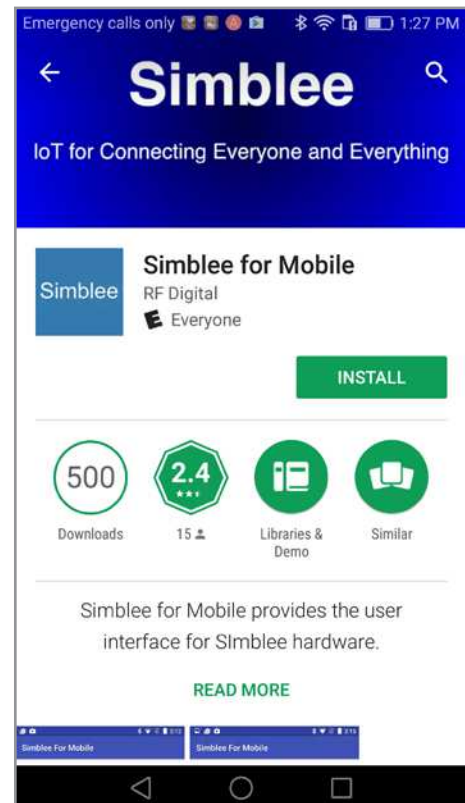 Emergency calls only 1:27 PM
Simblee
IoT for Connecting Everyone and Everything
Simblee
Simblee for Mobile
RF Digital
E Everyone
INSTALL
500
2.4
Downloads
15
Libraries &
Demo
Similar
Simblee for Mobile provides the user
interface for SImblee hardware.
READ MORE
Simblee For Mobile
Simblee For Mobile